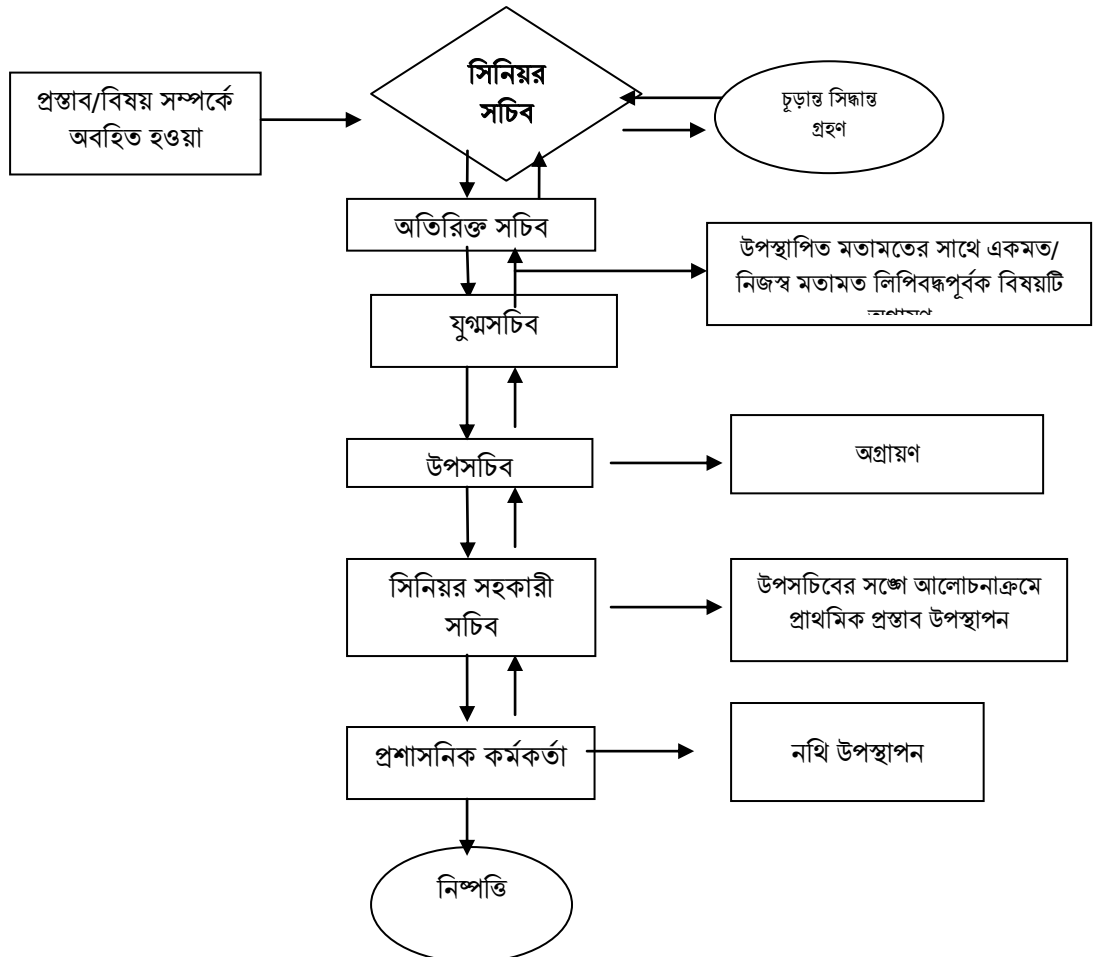 সিনিয়র
সচিব
প্রস্তাব/বিষয় সম্পর্কে
অবহিত হওয়া
চূড়ান্ত সিদ্ধান্ত
গ্রহণ
অতিরিক্ত সচিব
উপস্থাপিত মতামতের সাথে একমত/
নিজস্ব মতামত লিপিবদ্ধপূর্বক বিষয়টি
যুগ্মসচিব
উপসচিব
অগ্রায়ণ
সিনিয়র সহকারী
সচিব
উপসচিবের সঙ্গে আলোচনাক্রমে
প্রাথমিক প্রস্তাব উপস্থাপন
প্রশাসনিক কর্মকর্তা
নথি উপস্থাপন
নিষ্পত্তি